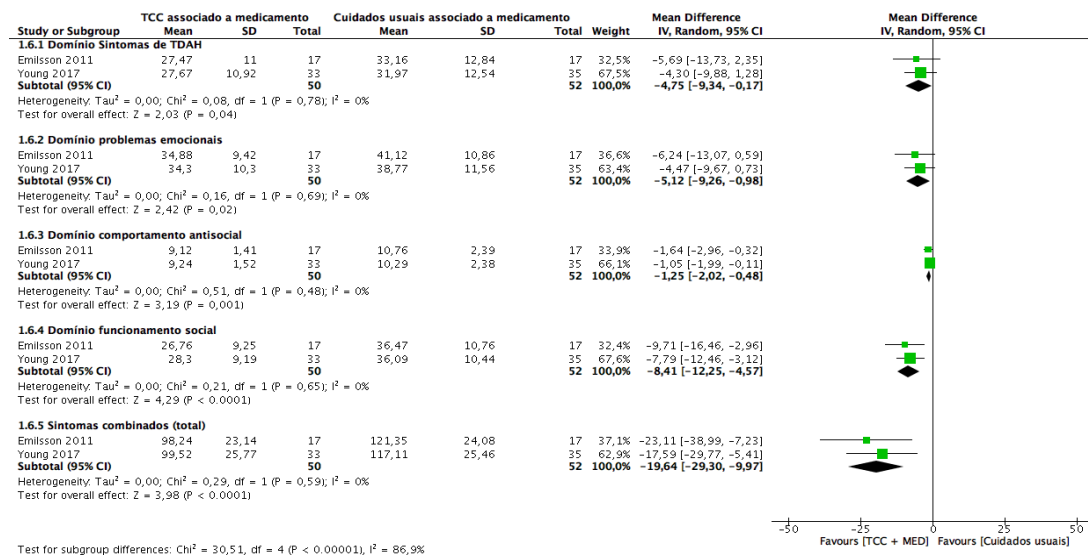 TCC associado a medicamento Cuidados usuais associado a medicamento Mean Difference Mean Difference
Study or Subgroup Mean SD Total Mean SD Total Weight IV, Random, 95% CI IV, Random, 95% CI
1.6.1 Domínio Sintomas de TDAH
Emilsson 2011 27,47 11 17 33,16 12,84 17 32,5% −5,69 [−13,73, 2,35]
Young 2017 27,67 10,92 33 31,97 12,54 35 67,5% −4,30 [−9,88, 1,28]
Subtotal (95% CI) 50 52 100,0% −4,75 [−9,34, −0,17]
Heterogeneity: Tau² = 0,00; Chi² = 0,08, df = 1 (P = 0,78); I² = 0%
Test for overall effect: Z = 2,03 (P = 0,04)
1.6.2 Domínio problemas emocionais
Emilsson 2011 34,88 9,42 17 41,12 10,86 17 36,6% −6,24 [−13,07, 0,59]
Young 2017 34,3 10,3 33 38,77 11,56 35 63,4% −4,47 [−9,67, 0,73]
Subtotal (95% CI) 50 52 100,0% −5,12 [−9,26, −0,98]
Heterogeneity: Tau² = 0,00; Chi² = 0,16, df = 1 (P = 0,69); I² = 0%
Test for overall effect: Z = 2,42 (P = 0,02)
1.6.3 Domínio comportamento antisocial
Emilsson 2011 9,12 1,41 17 10,76 2,39 17 33,9% −1,64 [−2,96, −0,32]
Young 2017 9,24 1,52 33 10,29 2,38 35 66,1% −1,05 [−1,99, −0,11]
Subtotal (95% CI) 50 52 100,0% −1,25 [−2,02, −0,48]
Heterogeneity: Tau² = 0,00; Chi² = 0,51, df = 1 (P = 0,48); I² = 0%
Test for overall effect: Z = 3,19 (P = 0,001)
1.6.4 Domínio funcionamento social
Emilsson 2011 26,76 9,25 17 36,47 10,76 17 32,4% −9,71 [−16,46, −2,96]
Young 2017 28,3 9,19 33 36,09 10,44 35 67,6% −7,79 [−12,46, −3,12]
Subtotal (95% CI) 50 52 100,0% −8,41 [−12,25, −4,57]
Heterogeneity: Tau² = 0,00; Chi² = 0,21, df = 1 (P = 0,65); I² = 0%
Test for overall effect: Z = 4,29 (P < 0.0001)
1.6.5 Sintomas combinados (total)
Emilsson 2011 98,24 23,14 17 121,35 24,08 17 37,1% −23,11 [−38,99, −7,23]
Young 2017 99,52 25,77 33 117,11 25,46 35 62,9% −17,59 [−29,77, −5,41]
Subtotal (95% CI) 50 52 100,0% −19,64 [−29,30, −9,97]
Heterogeneity: Tau² = 0,00; Chi² = 0,29, df = 1 (P = 0,59); I² = 0%
Test for overall effect: Z = 3,98 (P < 0.0001)
−50 −25 0 25 50
Favours [TCC + MED] Favours [Cuidados usuais]
Test for subgroup differences: Chi² = 30,51, df = 4 (P < 0.00001), I² = 86,9%